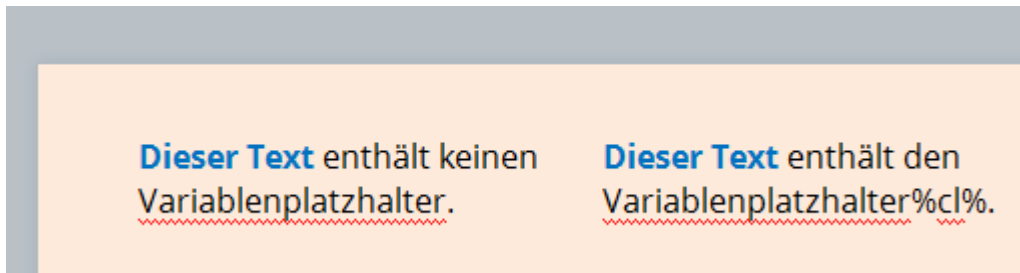 Dieser Text enthält keinen
Variablenplatzhalter.
Dieser Text enthält den
Variablenplatzhalter%cl%.